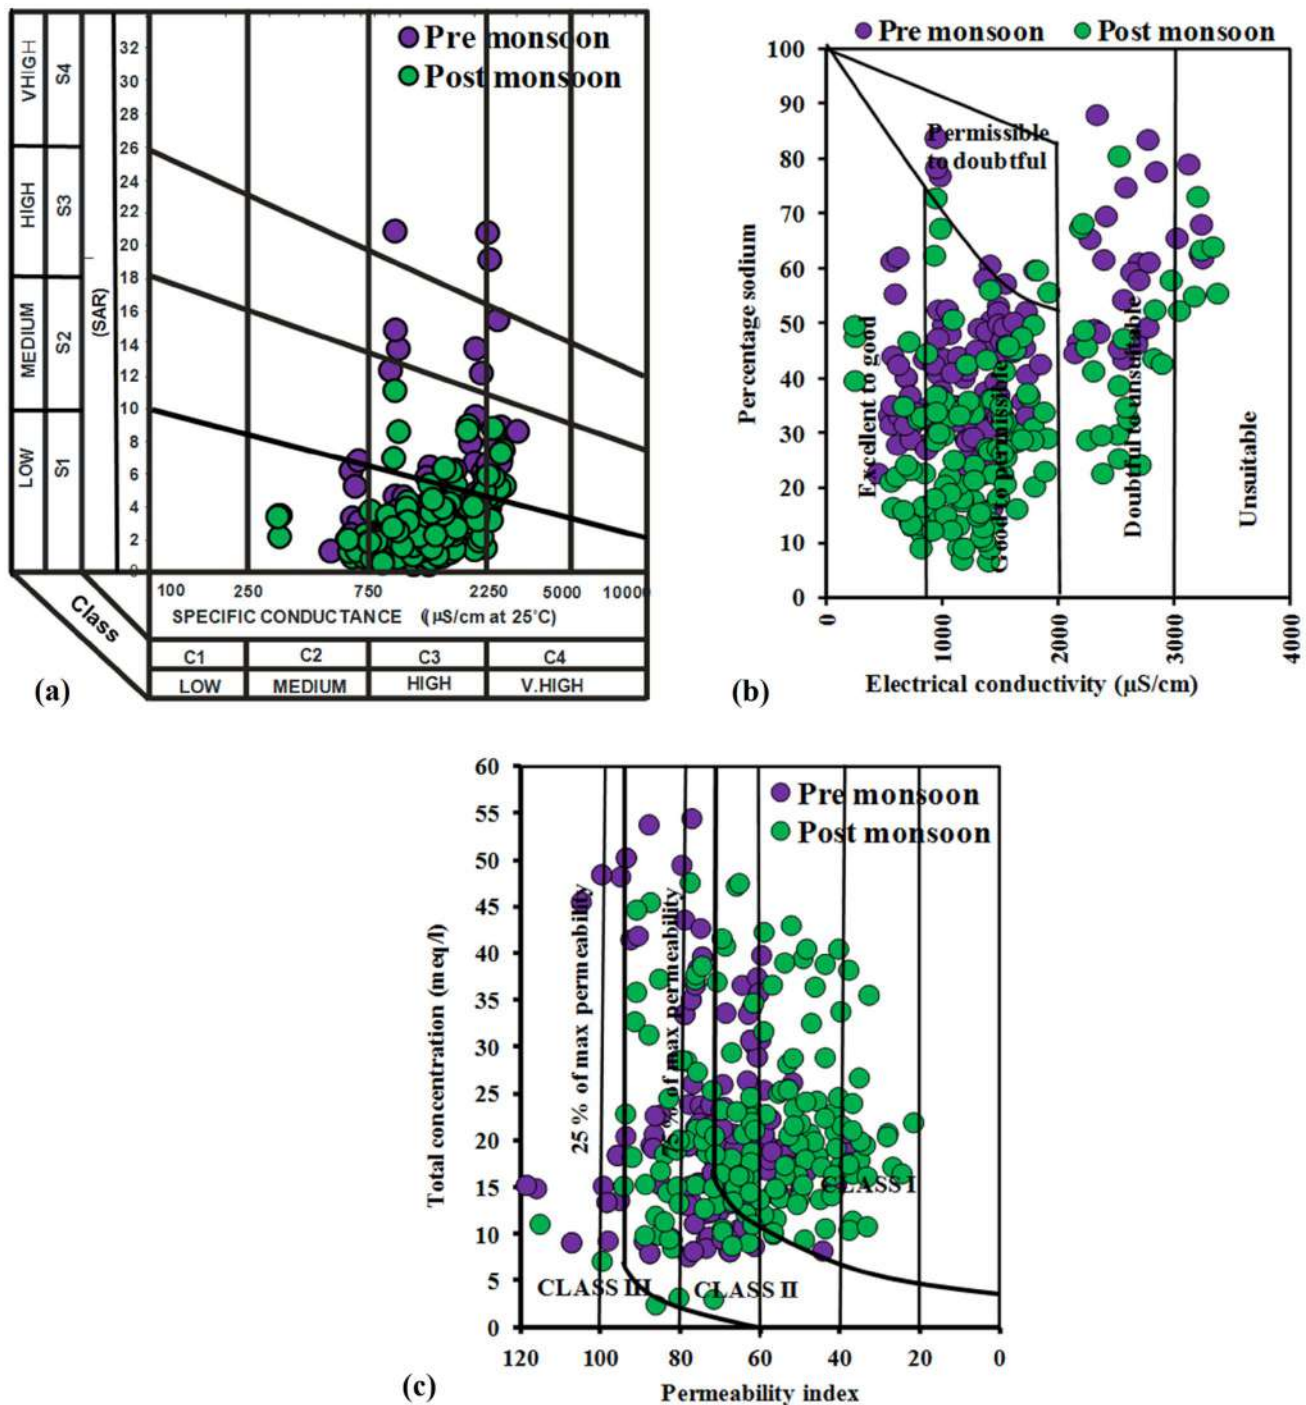 Pre monsoon
Post monsoon
VHIGH
S4
HIGH
S3
MEDIUM
S2
LOW
S1
(SAR)
32
30
28
26
24
22
20
18
16
14
12
10
8
6
4
2
0
100 250 750 2250 5000 10000
SPECIFIC CONDUCTANCE ((µS/cm at 25°C)
Class
C1 C2 C3 C4
LOW MEDIUM HIGH V.HIGH
(a)
Pre monsoon Post monsoon
100
90
80
70
60
50
40
30
20
10
0
Percentage sodium
Permissible
to doubtful
Excellent to good
Good to permissible
Doubtful to unsuitable
Unsuitable
0 1000 2000 3000 4000
Electrical conductivity (µS/cm)
(b)
Pre monsoon
Post monsoon
60
55
50
45
40
35
30
25
20
15
10
5
0
Total concentration (meq/l)
25 % of max permeability
75 % of max permeability
CLASS I
CLASS III CLASS II
120 100 80 60 40 20 0
Permeability index
(c)